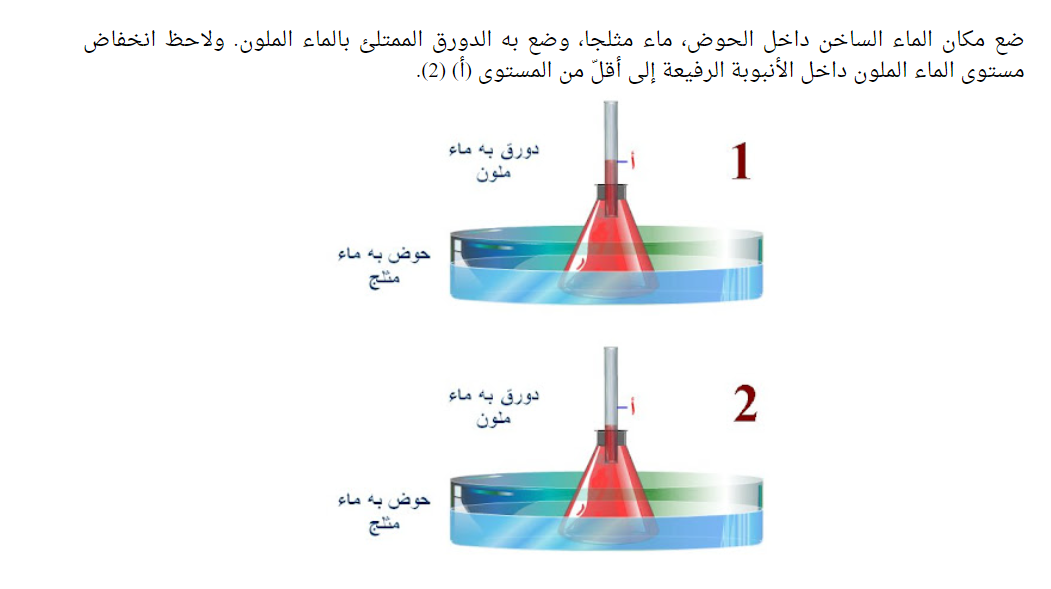 ضع مكان الماء الساخن داخل الحوض، ماء مثلجا، وضع به الدورق الممتلئ بالماء الملون. ولاحظ انخفاض
مستوى الماء الملون داخل الأنبوبة الرفيعة إلى أقلّ من المستوى (أ) (2).
1
دورق به ماء
ملون
أ
حوض به ماء
مثلج
2
دورق به ماء
ملون
أ
حوض به ماء
مثلج